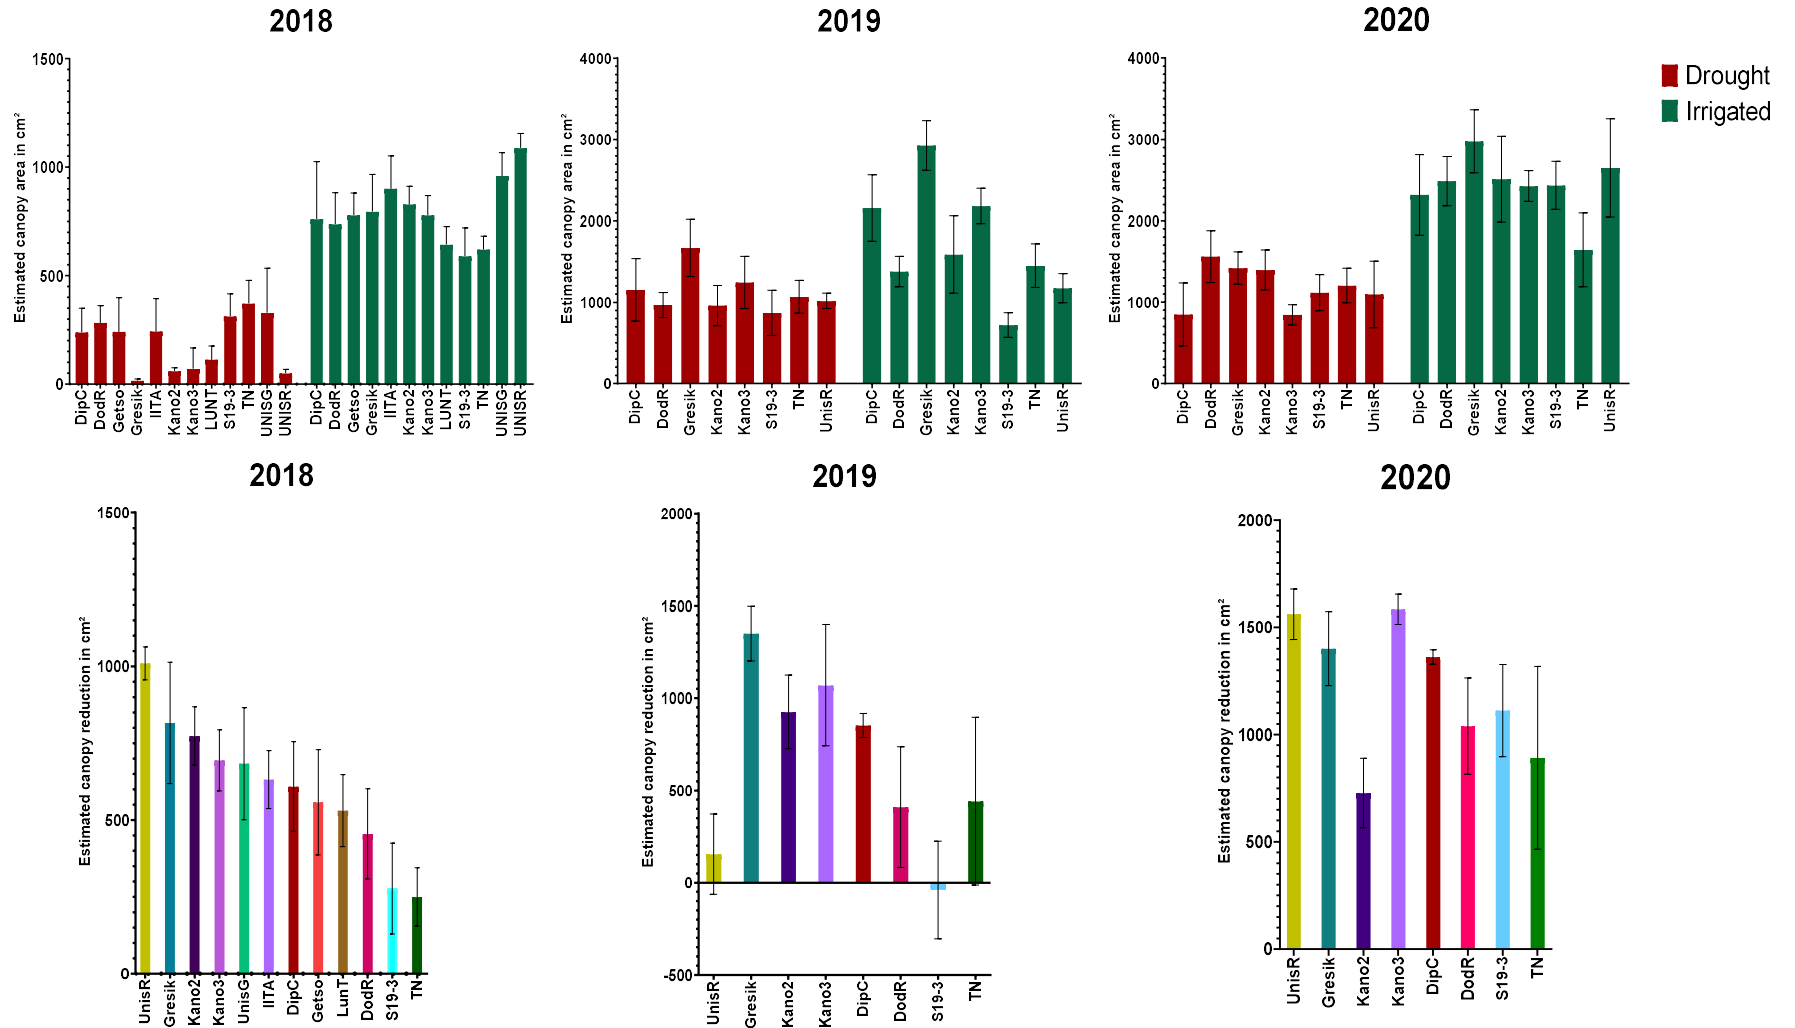 2018
2019
2020
Drought
Irrigated
Estimated canopy area in cm²
1500
1000
500
0
DipC
DodR
Getso
Gresik
IITA
Kano2
Kano3
LUNT
S19-3
TN
UNISG
UNISR
DipC
DodR
Getso
Gresik
IITA
Kano2
Kano3
LUNT
S19-3
TN
UNISG
UNISR
Estimated canopy area in cm²
4000
3000
2000
1000
0
DipC
DodR
Gresik
Kano2
Kano3
S19-3
TN
UnisR
DipC
DodR
Gresik
Kano2
Kano3
S19-3
TN
UnisR
Estimated canopy area in cm²
4000
3000
2000
1000
0
DipC
DodR
Gresik
Kano2
Kano3
S19-3
TN
UnisR
DipC
DodR
Gresik
Kano2
Kano3
S19-3
TN
UnisR
2018
2019
2020
Estimated canopy reduction in cm²
1500
1000
500
0
UnisR
Gresik
Kano2
Kano3
UnisG
IITA
DipC
Getso
LunT
DodR
S19-3
TN
Estimated canopy reduction in cm²
2000
1500
1000
500
0
-500
UnisR
Gresik
Kano2
Kano3
DipC
DodR
S19-3
TN
Estimated canopy reduction in cm²
2000
1500
1000
500
0
UnisR
Gresik
Kano2
Kano3
DipC
DodR
S19-3
TN